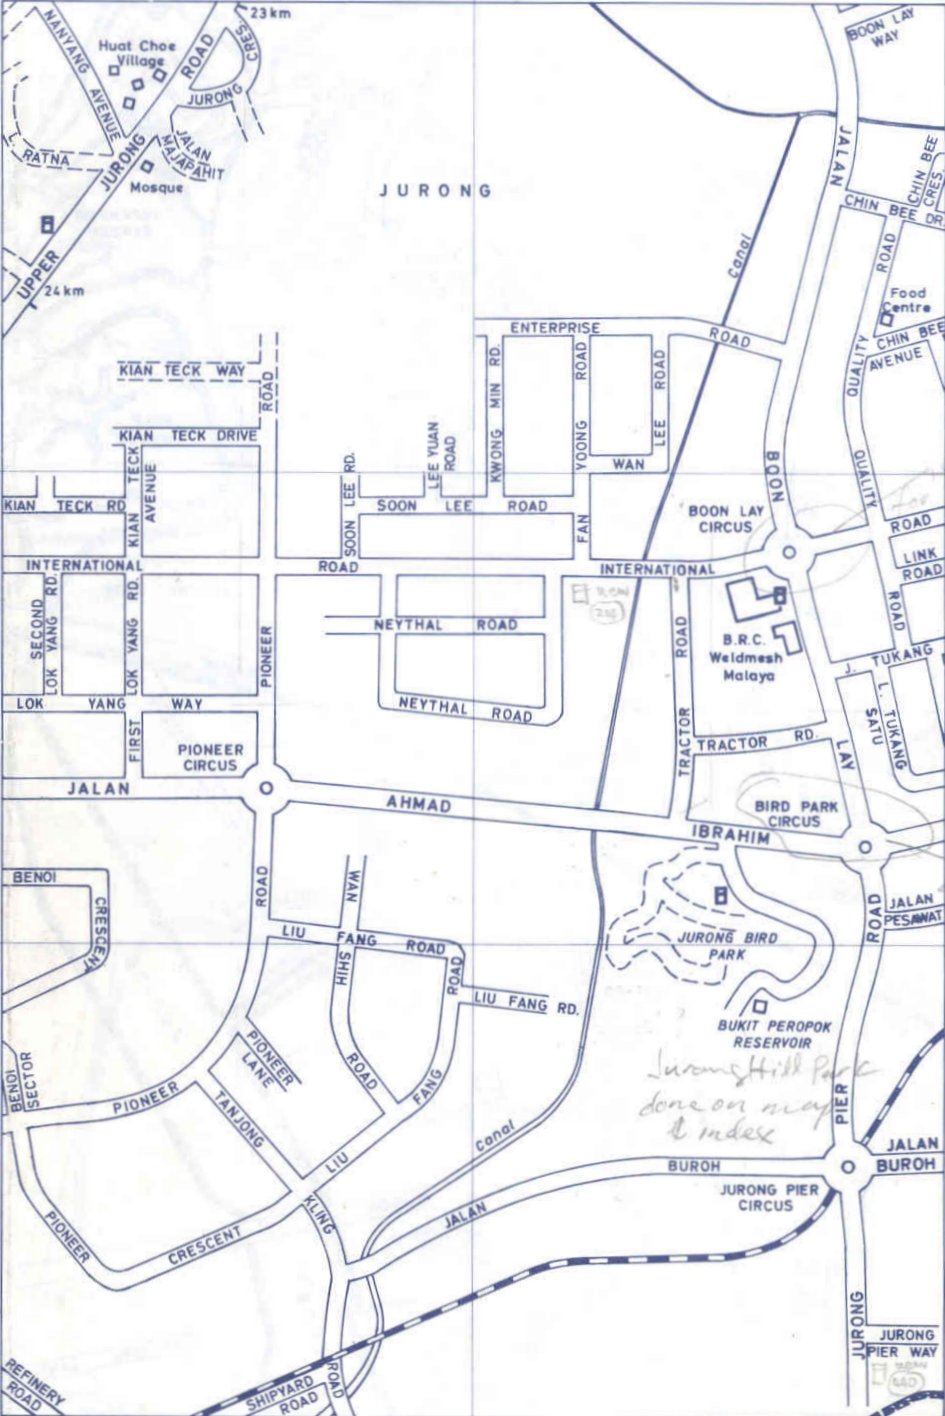 23 km
NANYANG AVENUE
Huat Choe
Village
UPPER JURONG ROAD
JURONG CRES.
BOON LAY
WAY
RATNA
JALAN
MAJAPAHIT
Mosque
24 km
JURONG
Canal
JALAN BOON LAY
CHIN BEE
CRES.
CHIN BEE DR.
QUALITY ROAD
Food
Centre
CHIN BEE
AVENUE
ENTERPRISE ROAD
KIAN TECK WAY
ROAD
KWONG MIN RD.
YOONG ROAD
LEE ROAD
KIAN TECK DRIVE
KIAN TECK
AVENUE
LEE YUAN
ROAD
WAN
KIAN TECK RD
SOON LEE RD.
SOON LEE ROAD
FAN
BOON LAY
CIRCUS
QUALITY
ROAD
LINK
ROAD
ROAD
INTERNATIONAL ROAD INTERNATIONAL
SECOND
LOK YANG RD.
LOK YANG RD.
NEYTHAL ROAD
NEYTHAL ROAD
PIONEER
TRACTOR ROAD
B.R.C.
Weldmesh
Malaya
J. TUKANG
L. TUKANG
SATU
LOK YANG WAY
FIRST
PIONEER
CIRCUS
TRACTOR RD.
JALAN AHMAD IBRAHIM
BIRD PARK
CIRCUS
BENOI
CRESCENT
ROAD
WAN SHIH ROAD
LIU FANG ROAD
ROAD
LIU FANG RD.
JURONG BIRD
PARK
JALAN
PESAWAT
ROAD
BUKIT PEROPOK
RESERVOIR
Jurong Hill Park
done on map
& index
BENOI
SECTOR
PIONEER
PIONEER
LANE
TANJONG KLING ROAD
LIU FANG
Canal
PIER
JALAN
BUROH
JALAN BUROH
JURONG PIER
CIRCUS
PIONEER CRESCENT
JURONG
JURONG
PIER WAY
REFINERY
ROAD
SHIPYARD
ROAD